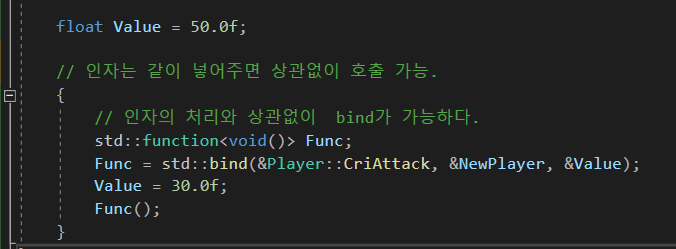 float Value = 50.0f;
// 인자는 같이 넣어주면 상관없이 호출 가능.
{
// 인자의 처리와 상관없이  bind가 가능하다.
std::function<void()> Func;
Func = std::bind(&Player::CriAttack, &NewPlayer, &Value);
Value = 30.0f;
Func();
}